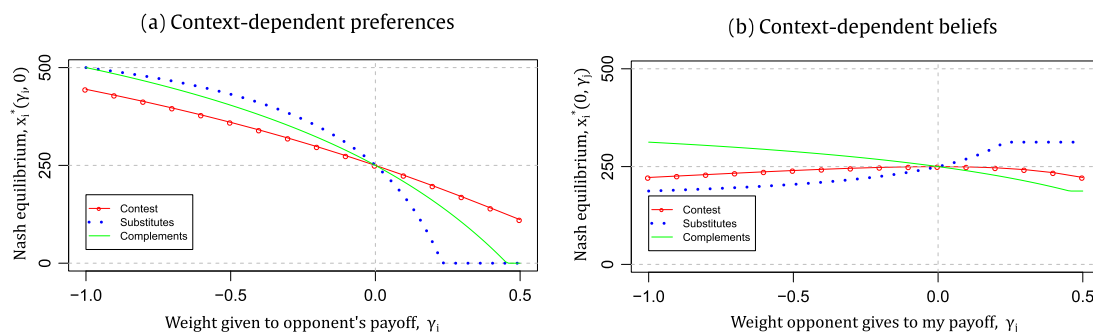 (a) Context-dependent preferences
Nash equilibrium, xᵢ*(γᵢ, 0)
500
250
0
Contest
Substitutes
Complements
−1.0 −0.5 0.0 0.5
Weight given to opponent's payoff, γᵢ
(b) Context-dependent beliefs
Nash equilibrium, xᵢ*(0, γⱼ)
500
250
0
Contest
Substitutes
Complements
−1.0 −0.5 0.0 0.5
Weight opponent gives to my payoff, γⱼ